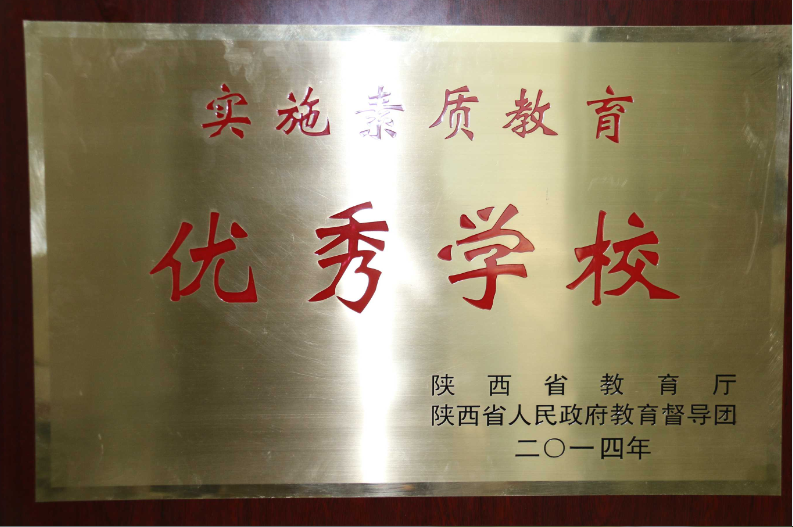 实施素质教育
优秀学校
陕西省教育厅
陕西省人民政府教育督导团
二〇一四年